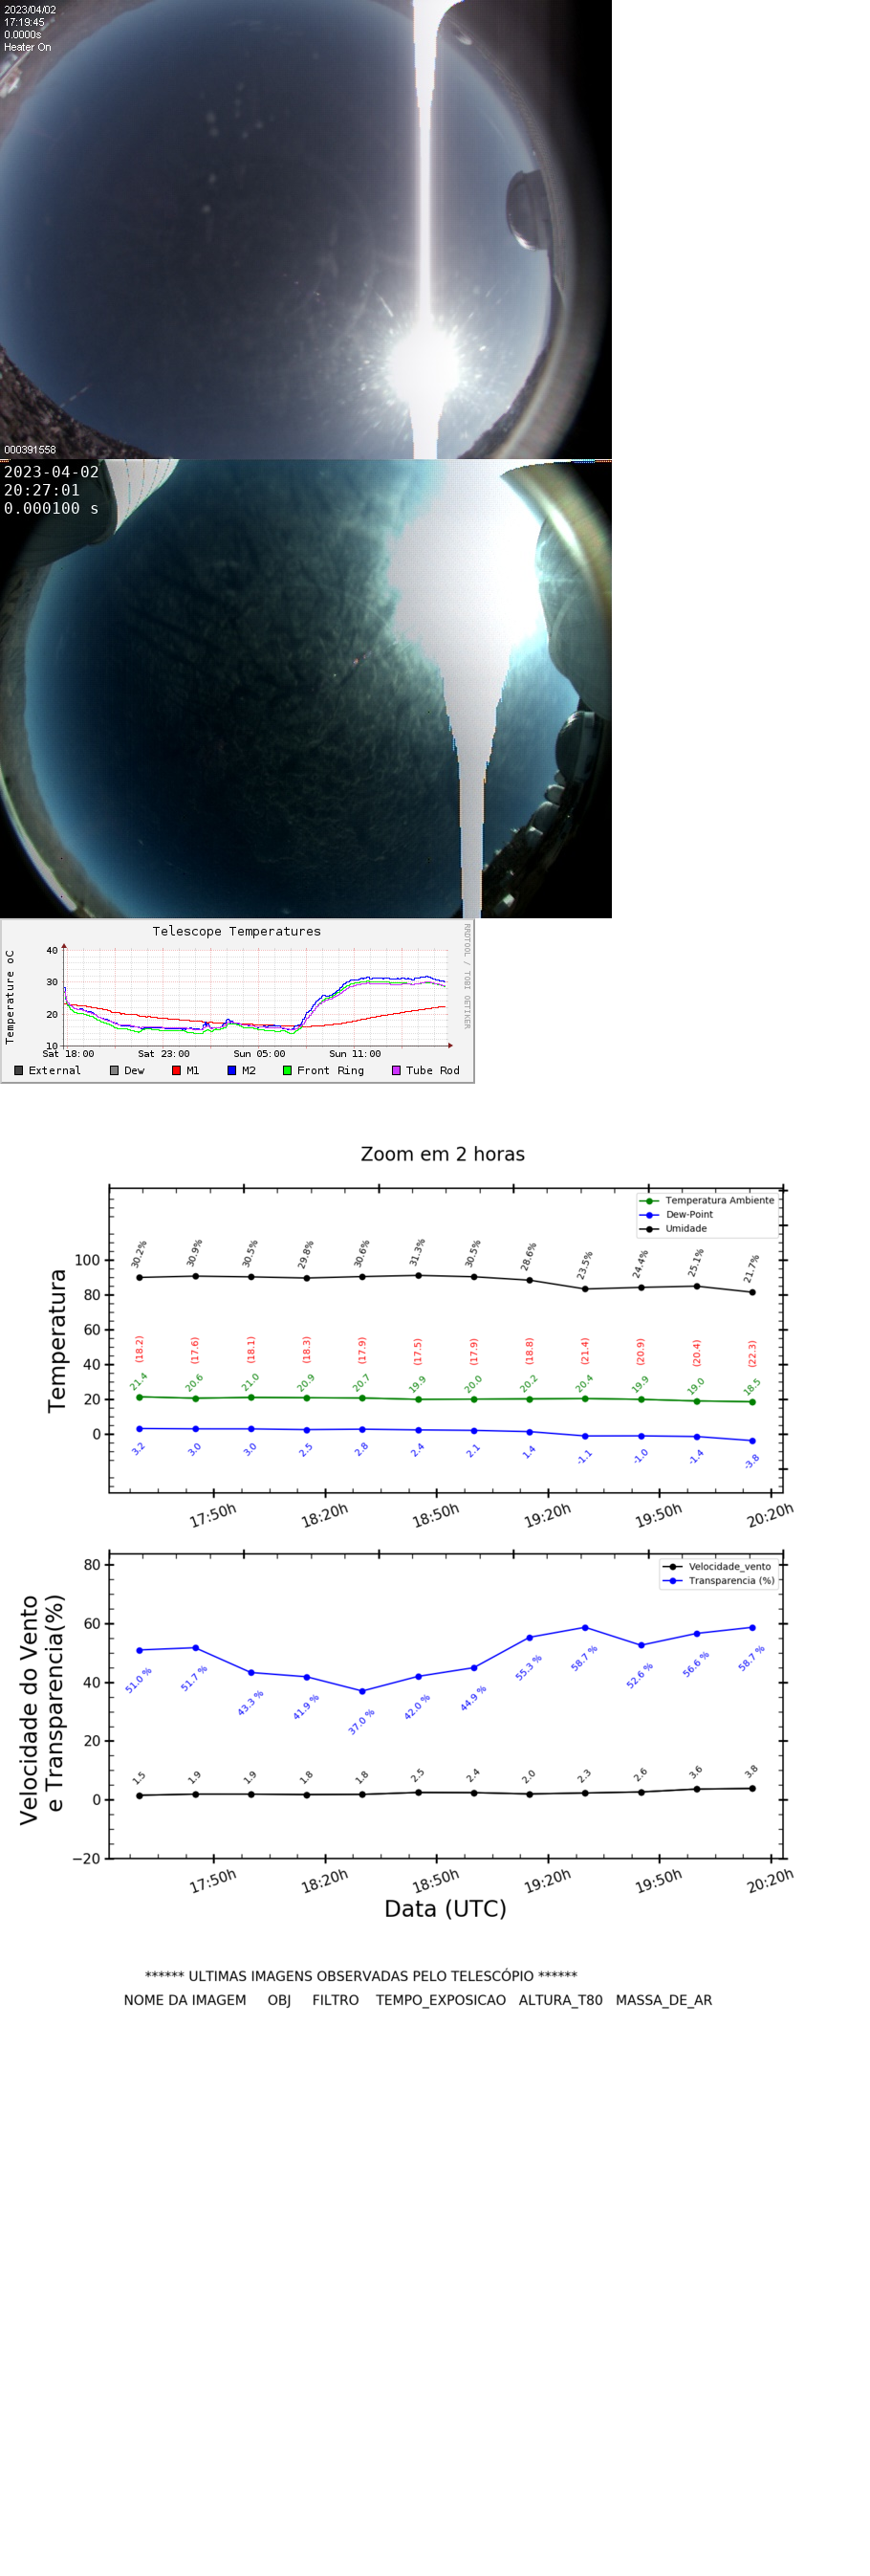 2023/04/02
17:19:45
0.0000s
Heater On
000391558
2023-04-02
20:27:01
0.000100 s
Telescope Temperatures
RRDTOOL / TOBI OETIKER
Temperature oC
40
30
20
10
Sat 18:00 Sat 23:00 Sun 05:00 Sun 11:00
External Dew M1 M2 Front Ring Tube Rod
Zoom em 2 horas
Temperatura Ambiente
Dew-Point
Umidade
Temperatura
100
80
60
40
20
0
30.2% 30.9% 30.5% 29.8% 30.6% 31.3% 30.5% 28.6% 23.5% 24.4% 25.1% 21.7%
(18.2) (17.6) (18.1) (18.3) (17.9) (17.5) (17.9) (18.8) (21.4) (20.9) (20.4) (22.3)
21.4 20.6 21.0 20.9 20.7 19.9 20.0 20.2 20.4 19.9 19.0 18.5
3.2 3.0 3.0 2.5 2.8 2.4 2.1 1.4 -1.1 -1.0 -1.4 -3.8
17:50h 18:20h 18:50h 19:20h 19:50h 20:20h
Velocidade_vento
Transparencia (%)
Velocidade do Vento
e Transparencia(%)
80
60
40
20
0
−20
51.0 % 51.7 % 43.3 % 41.9 % 37.0 % 42.0 % 44.9 % 55.3 % 58.7 % 52.6 % 56.6 % 58.7 %
1.5 1.9 1.9 1.8 1.8 2.5 2.4 2.0 2.3 2.6 3.6 3.8
17:50h 18:20h 18:50h 19:20h 19:50h 20:20h
Data (UTC)
****** ULTIMAS IMAGENS OBSERVADAS PELO TELESCÓPIO ******
NOME DA IMAGEM OBJ FILTRO TEMPO_EXPOSICAO ALTURA_T80 MASSA_DE_AR